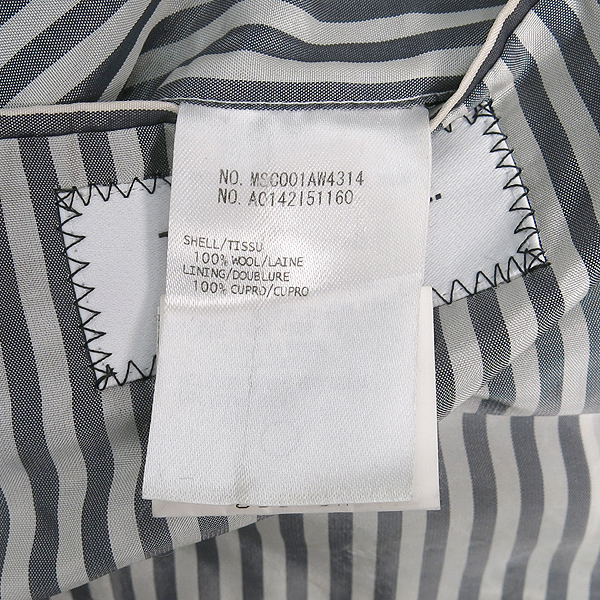 NO. MSC001AW4314
NO. AC142151160
SHELL/TISSU
100% WOOL/LAINE
LINING/DOUBLURE
100% CUPRO/CUPRO